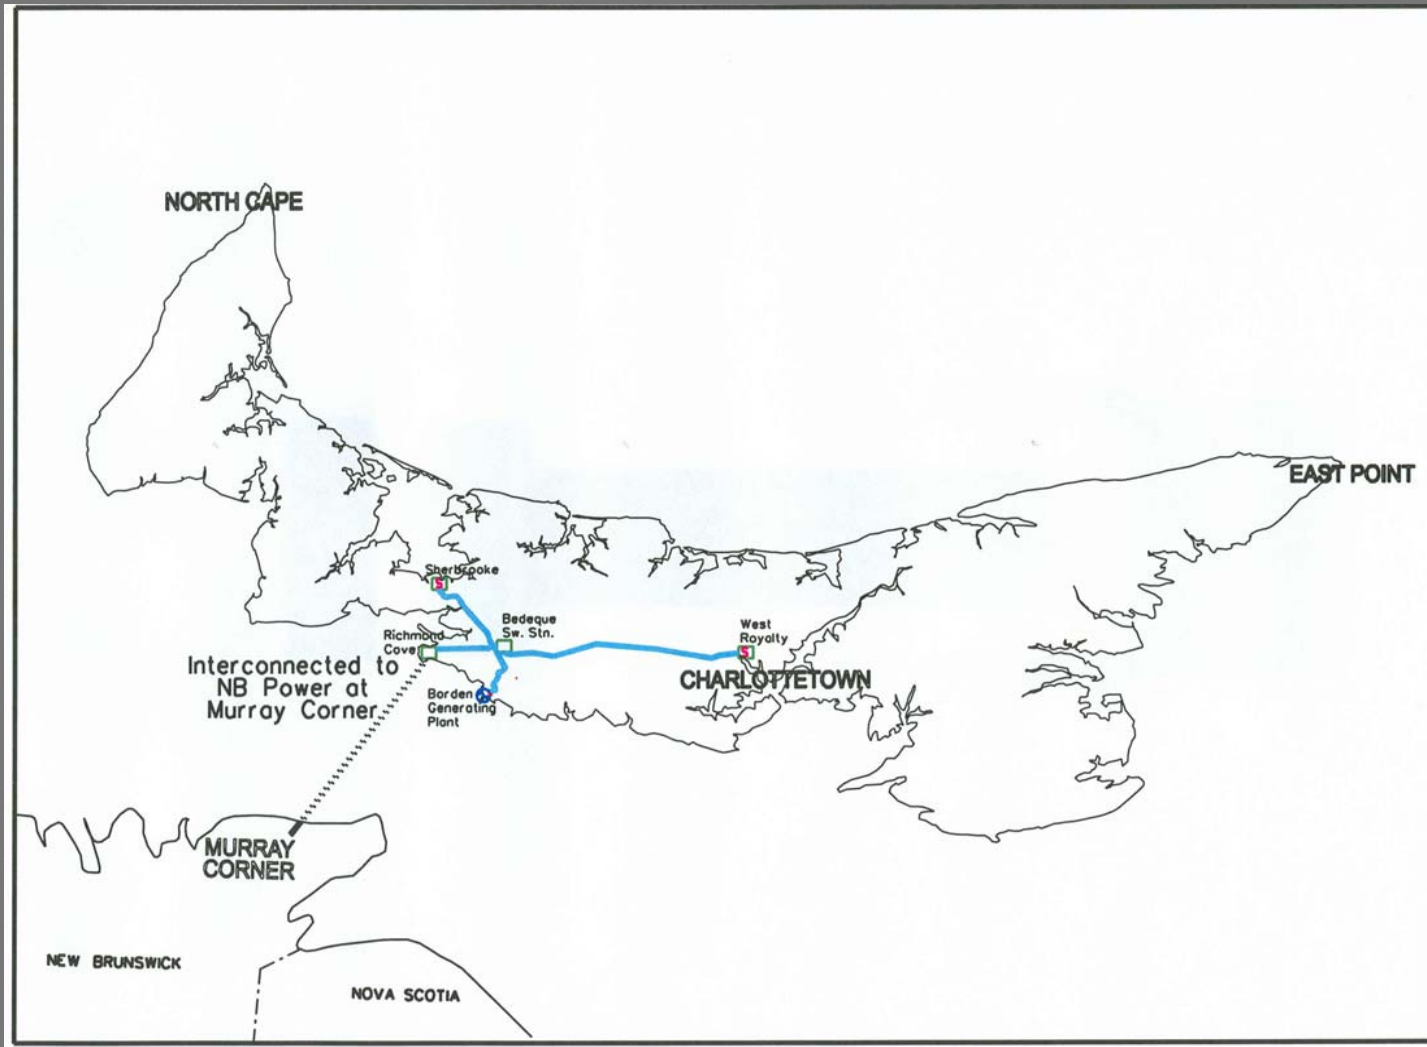 NORTH CAPE
EAST POINT
Sherbrooke
S
Bedeque
Sw. Stn.
West
Royalty
S
Richmond
Cove
Interconnected to
NB Power at
Murray Corner
CHARLOTTETOWN
Borden
Generating
Plant
MURRAY
CORNER
NEW BRUNSWICK
NOVA SCOTIA